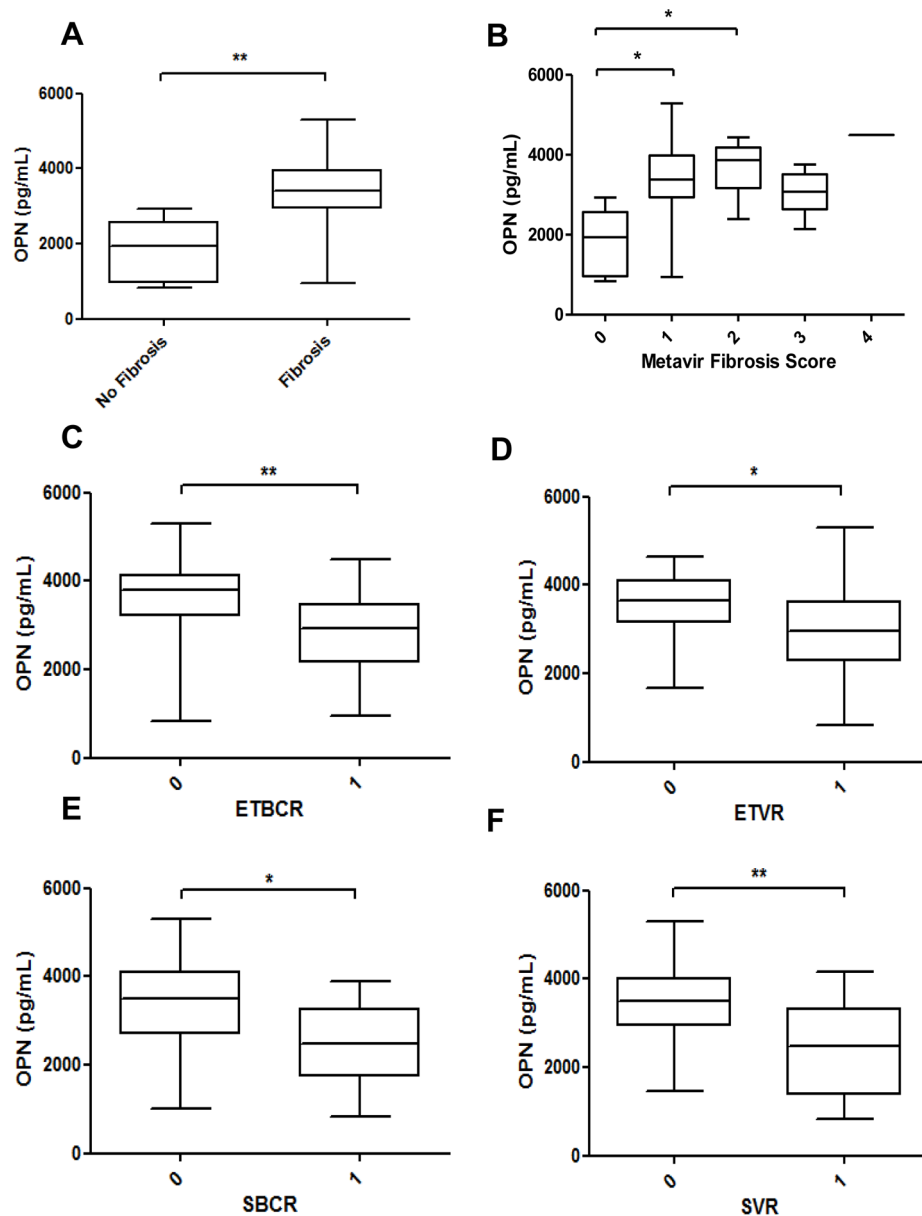 A
**
OPN (pg/mL)
6000
4000
2000
0
No Fibrosis
Fibrosis
B
*
*
OPN (pg/mL)
6000
4000
2000
0
0
1
2
3
4
Metavir Fibrosis Score
C
**
OPN (pg/mL)
6000
4000
2000
0
0
1
ETBCR
D
*
OPN (pg/mL)
6000
4000
2000
0
0
1
ETVR
E
*
OPN (pg/mL)
6000
4000
2000
0
0
1
SBCR
F
**
OPN (pg/mL)
6000
4000
2000
0
0
1
SVR